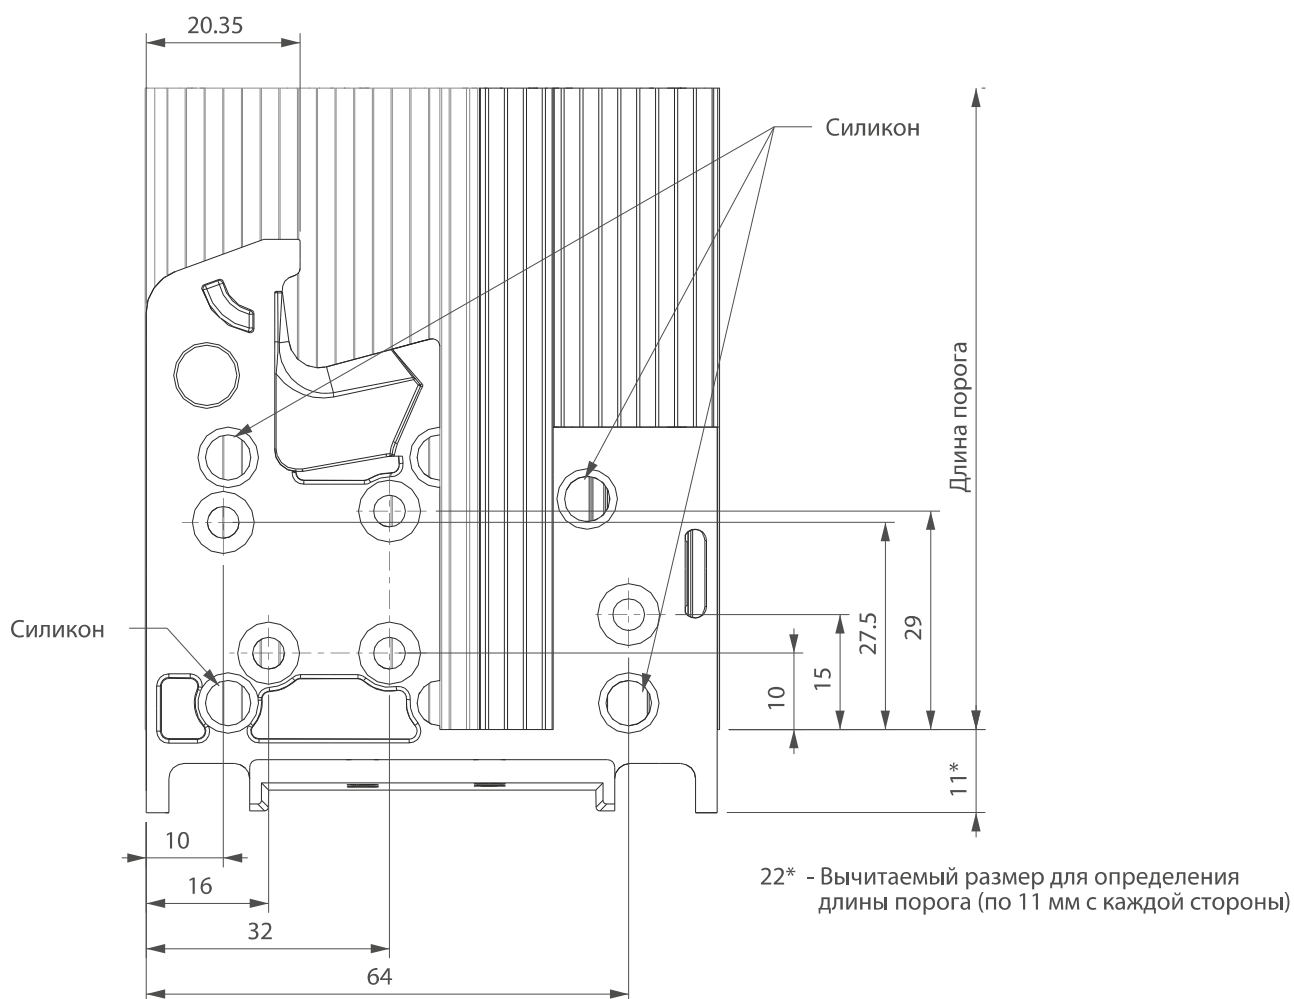 20.35
Силикон
Длина порога
Силикон
29
27.5
15
10
11*
10
16
32
64
22* - Вычитаемый размер для определения
длины порога (по 11 мм с каждой стороны)